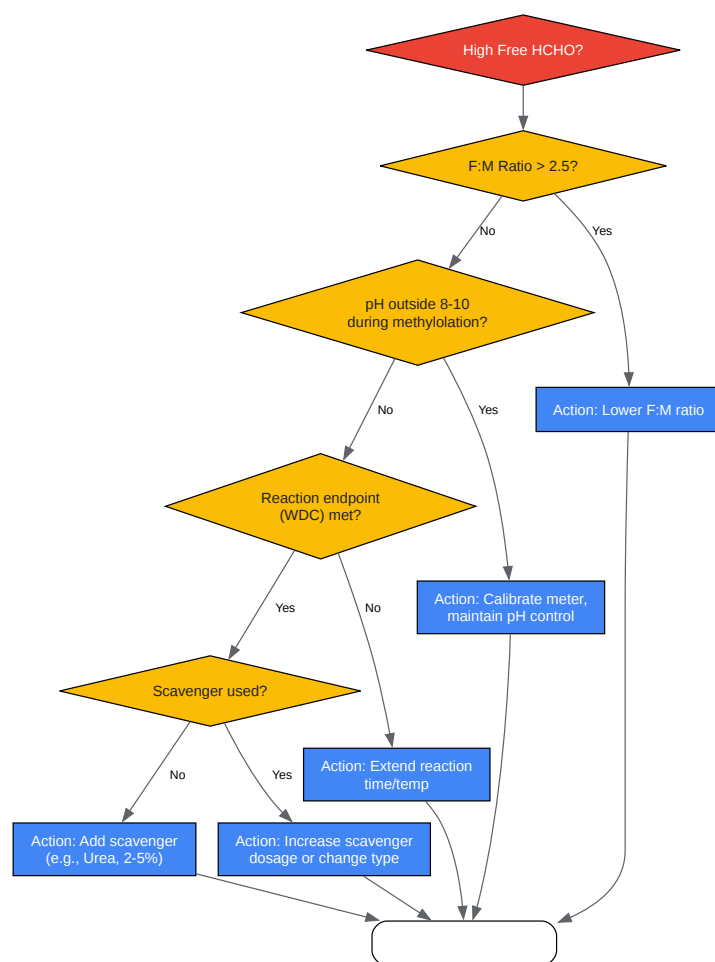 High Free HCHO?
F:M Ratio > 2.5?
No
Yes
pH outside 8-10
during methylolation?
Action: Lower F:M ratio
No
Yes
Reaction endpoint
(WDC) met?
Action: Calibrate meter,
maintain pH control
Yes
No
Scavenger used?
Action: Extend reaction
time/temp
No
Yes
Action: Add scavenger
(e.g., Urea, 2-5%)
Action: Increase scavenger
dosage or change type